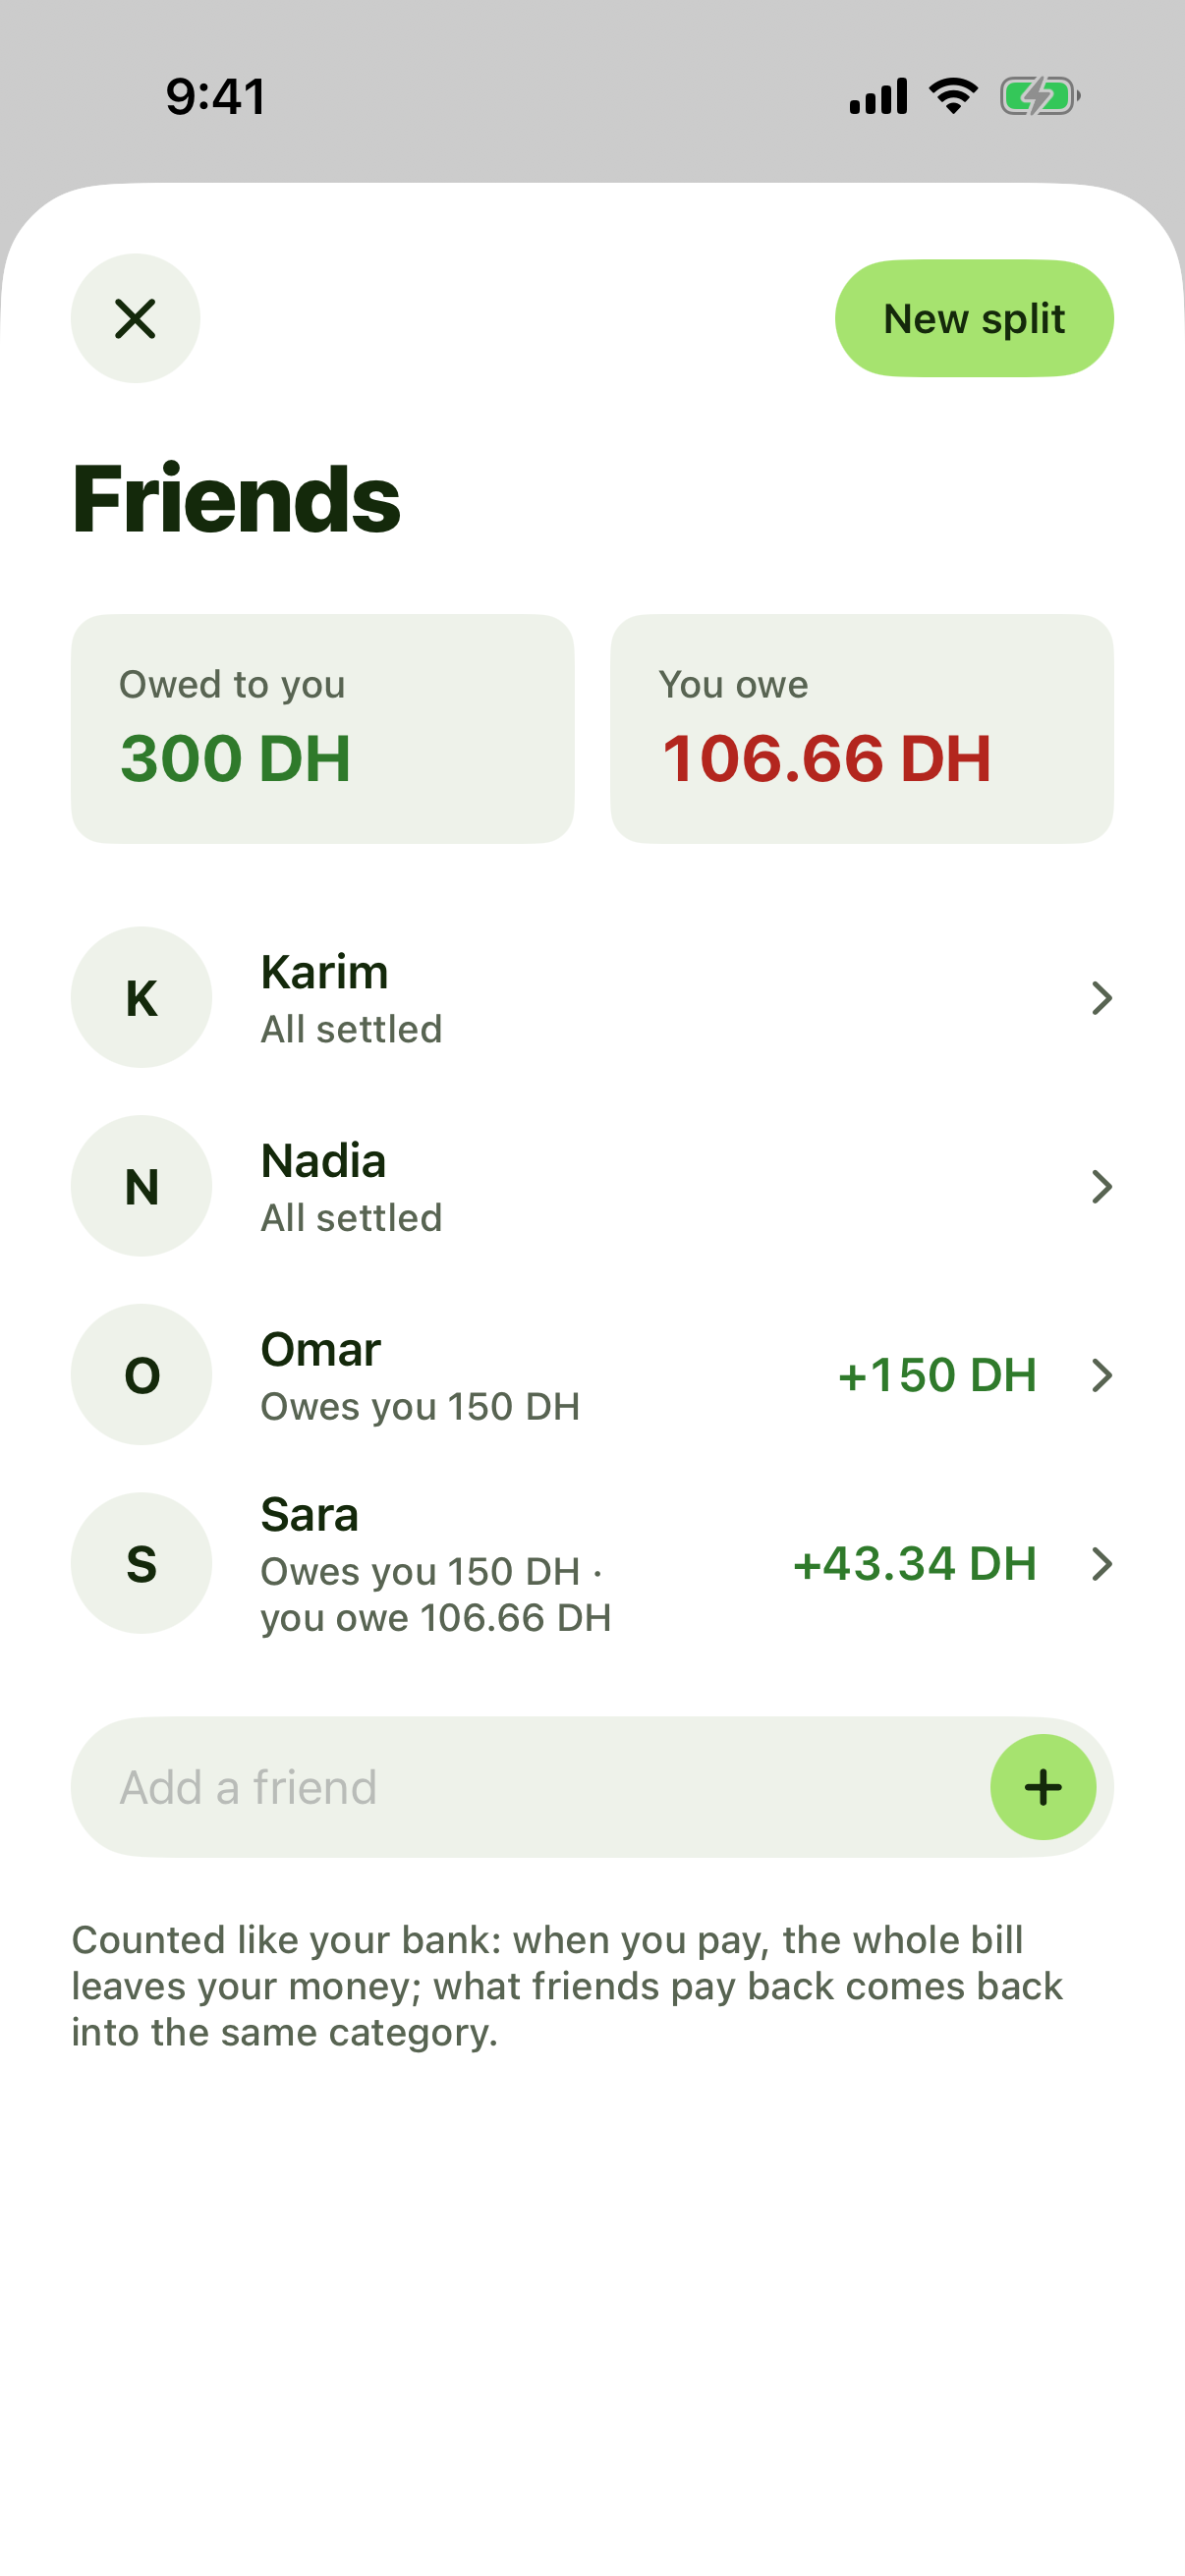 9:41
New split
Friends
Owed to you
300 DH
You owe
106.66 DH
K
Karim
All settled
N
Nadia
All settled
O
Omar
Owes you 150 DH
+150 DH
S
Sara
Owes you 150 DH ·
you owe 106.66 DH
+43.34 DH
Add a friend
Counted like your bank: when you pay, the whole bill
leaves your money; what friends pay back comes back
into the same category.